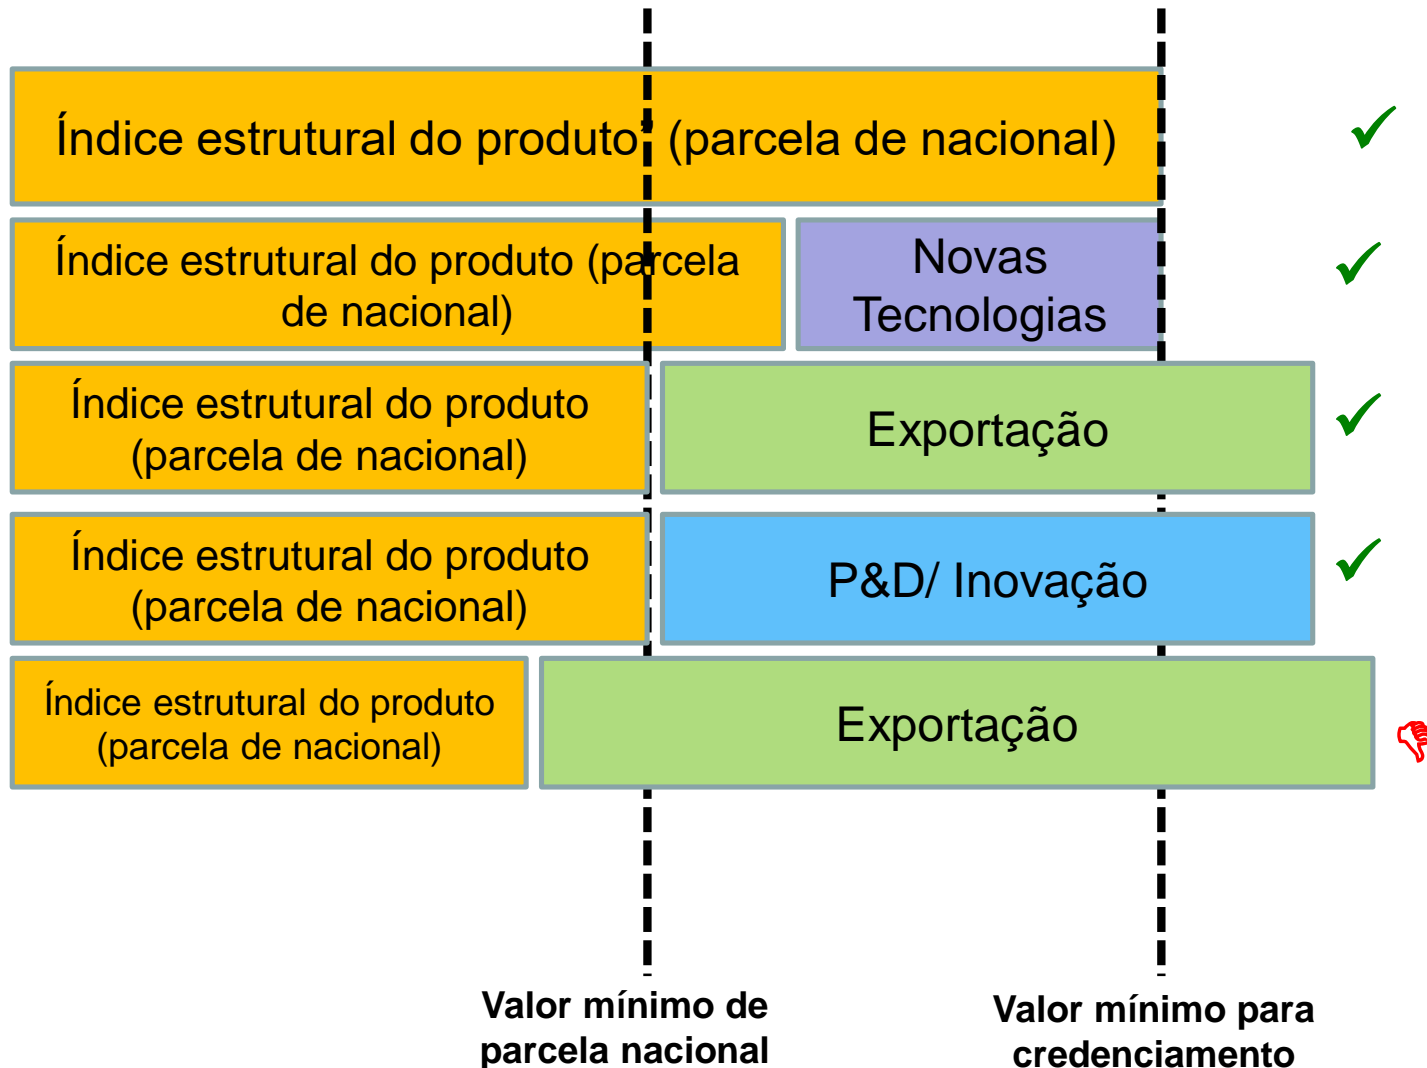 Índice estrutural do produto* (parcela de nacional)
Índice estrutural do produto (parcela
de nacional)
Novas
Tecnologias
Índice estrutural do produto
(parcela de nacional)
Exportação
Índice estrutural do produto
(parcela de nacional)
P&D/ Inovação
Índice estrutural do produto
(parcela de nacional)
Exportação
Valor mínimo de
parcela nacional
Valor mínimo para
credenciamento